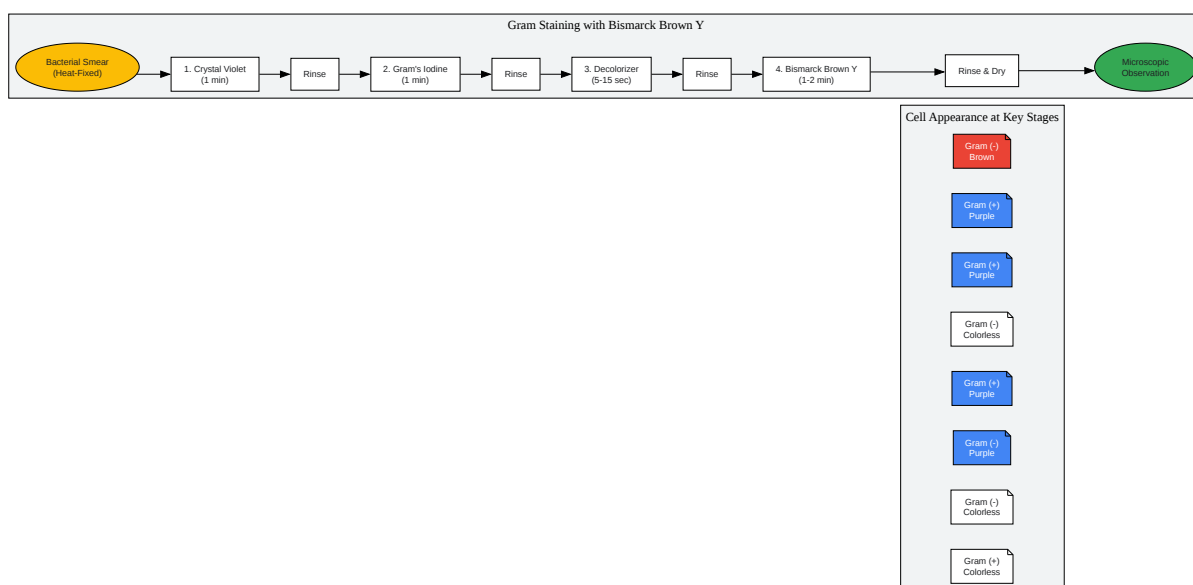 Gram Staining with Bismarck Brown Y
Bacterial Smear
(Heat-Fixed)
1. Crystal Violet
(1 min)
Rinse
2. Gram's Iodine
(1 min)
Rinse
3. Decolorizer
(5-15 sec)
Rinse
4. Bismarck Brown Y
(1-2 min)
Rinse & Dry
Microscopic
Observation
Cell Appearance at Key Stages
Gram (-)
Brown
Gram (+)
Purple
Gram (+)
Purple
Gram (-)
Colorless
Gram (+)
Purple
Gram (-)
Purple
Gram (-)
Colorless
Gram (+)
Colorless